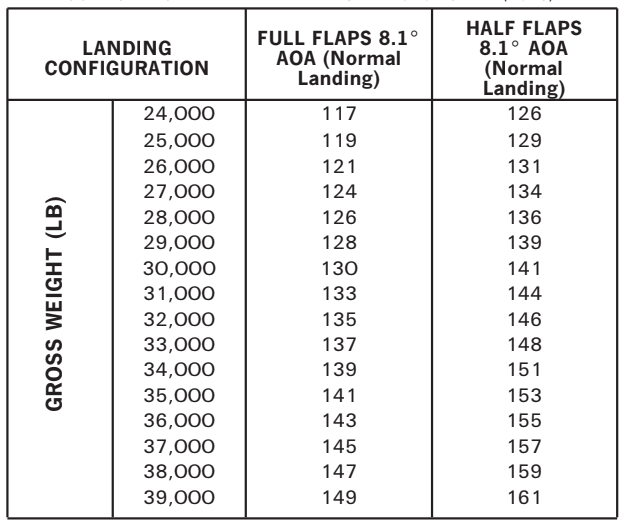 LANDING
CONFIGURATION
FULL FLAPS 8.1°
AOA (Normal
Landing)
HALF FLAPS
8.1° AOA
(Normal
Landing)
GROSS WEIGHT (LB)
24,000 117 126
25,000 119 129
26,000 121 131
27,000 124 134
28,000 126 136
29,000 128 139
30,000 130 141
31,000 133 144
32,000 135 146
33,000 137 148
34,000 139 151
35,000 141 153
36,000 143 155
37,000 145 157
38,000 147 159
39,000 149 161